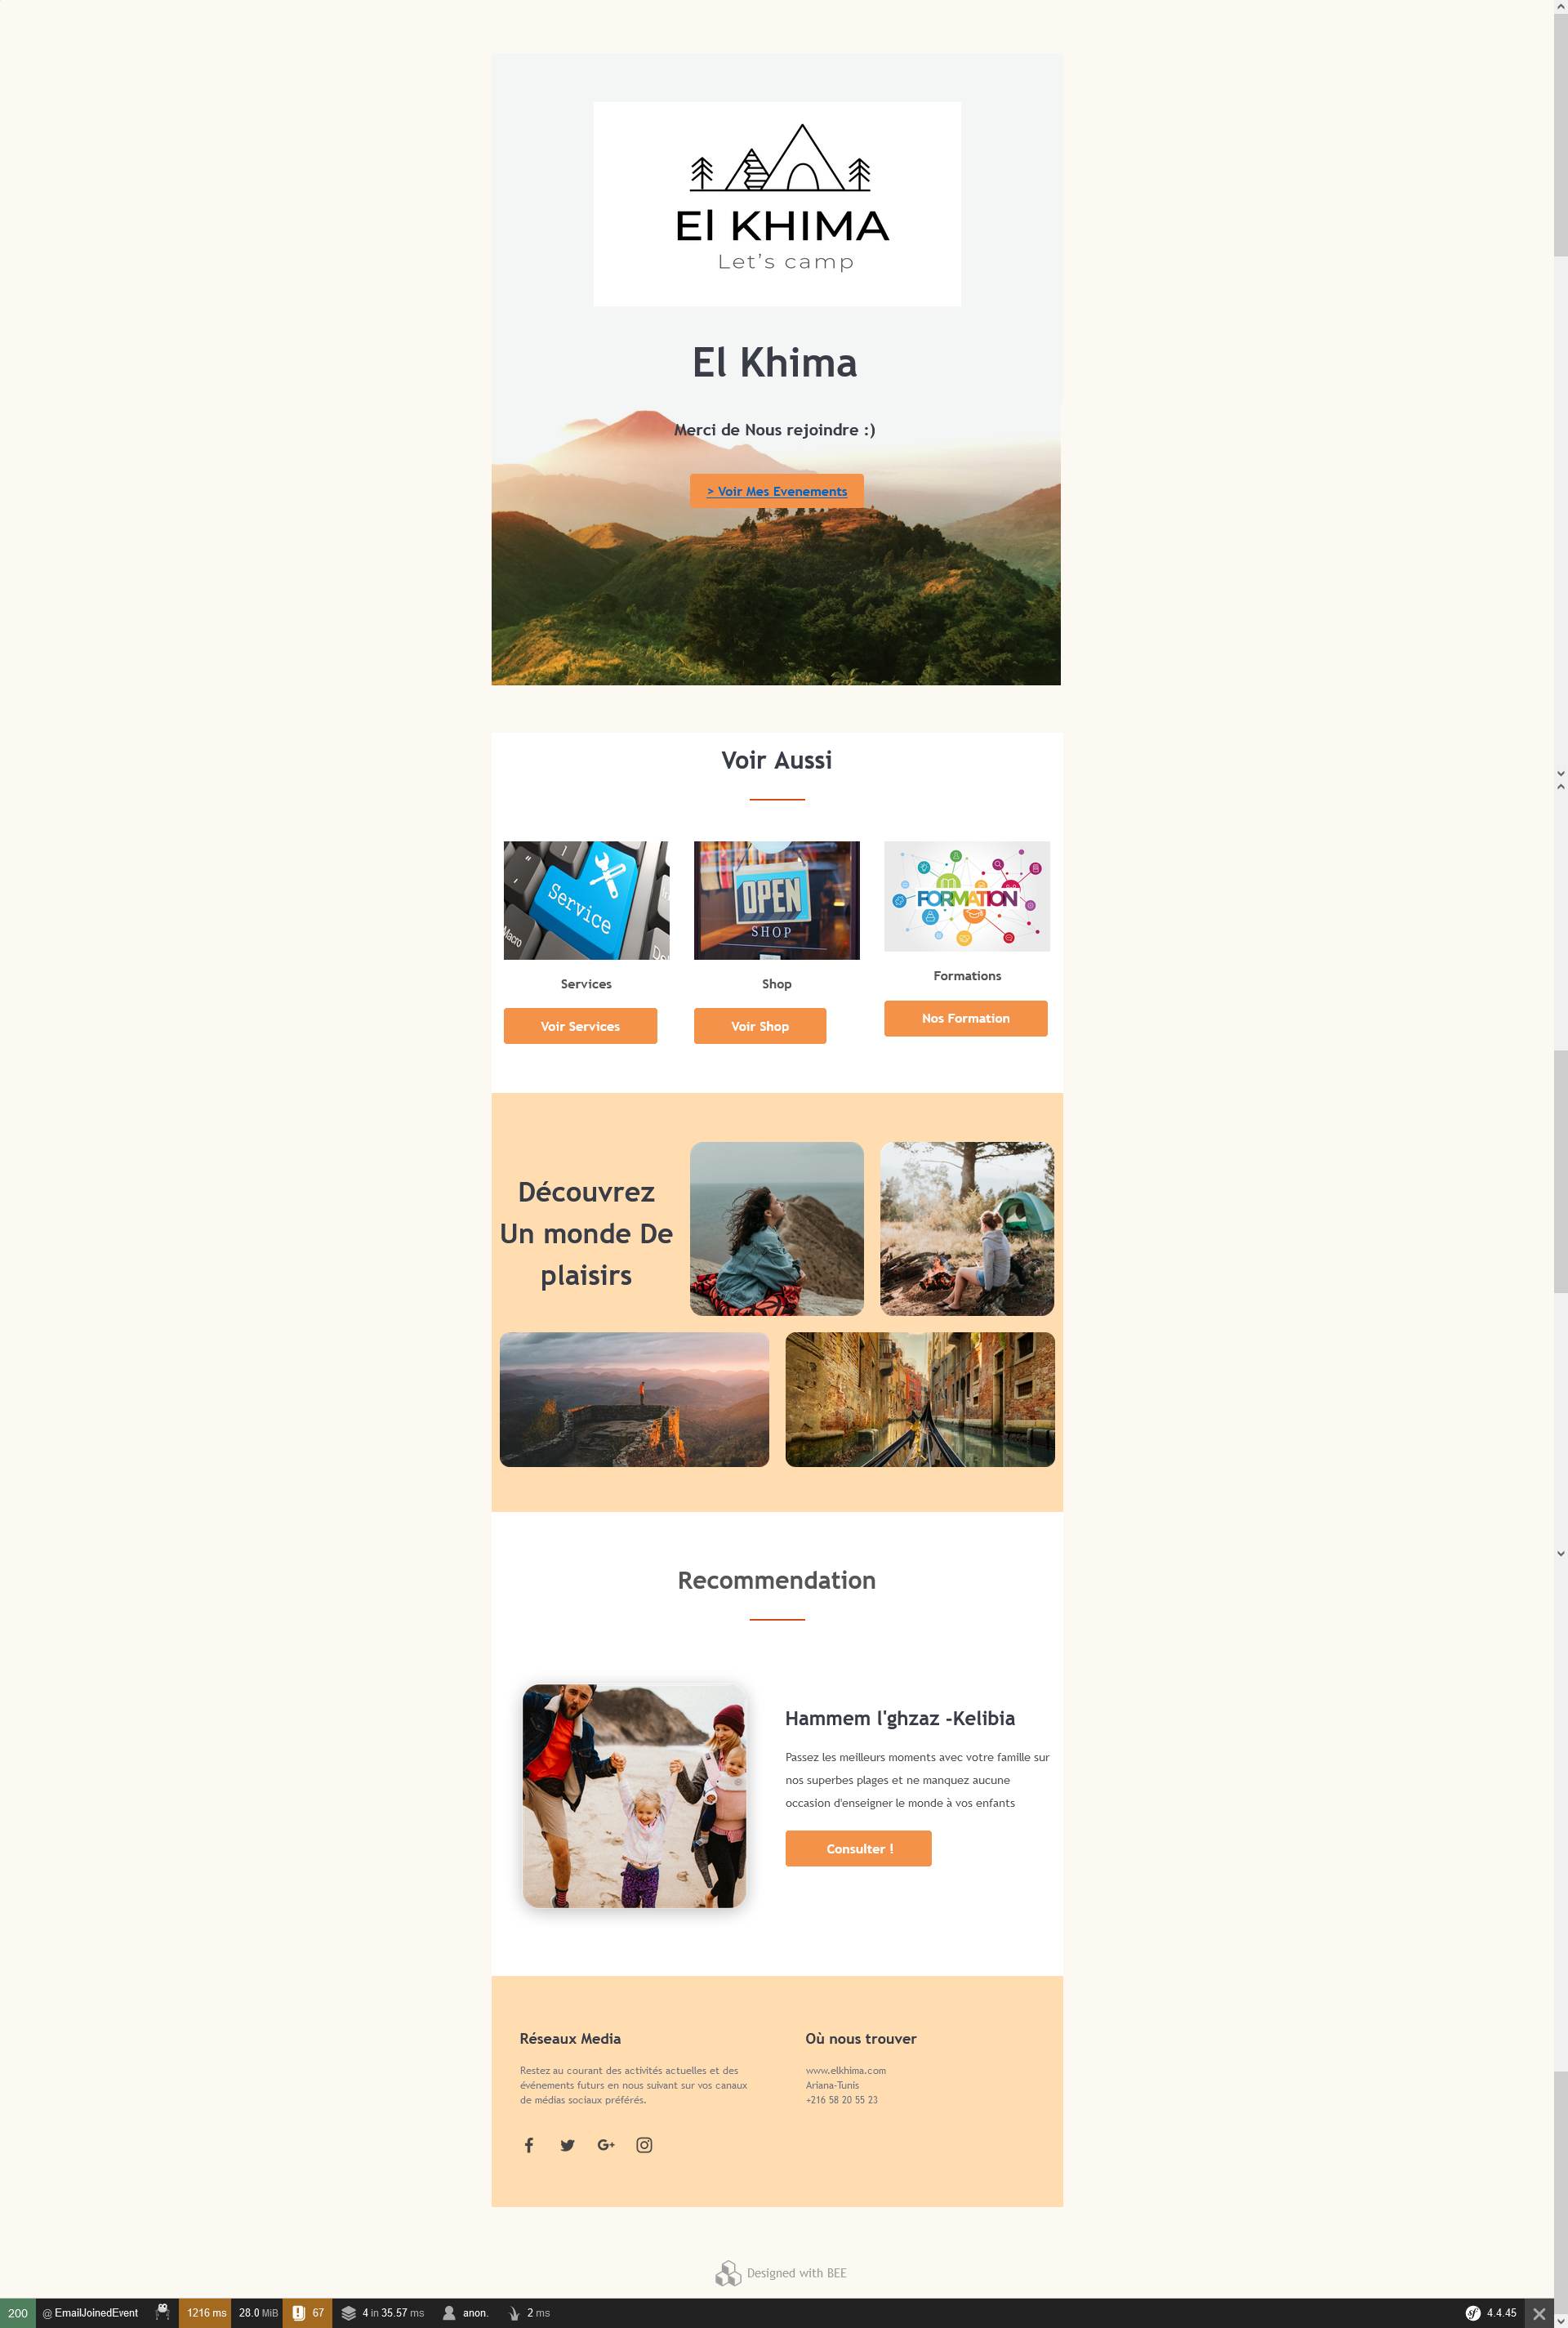 El KHIMA
Let's camp
El Khima
Merci de Nous rejoindre :)
> Voir Mes Evenements
Voir Aussi
Service
Macro
OPEN
SHOP
FORMATION
Services
Shop
Formations
Voir Services
Voir Shop
Nos Formation
Découvrez
Un monde De
plaisirs
Recommendation
Hammem l'ghzaz -Kelibia
Passez les meilleurs moments avec votre famille sur
nos superbes plages et ne manquez aucune
occasion d'enseigner le monde à vos enfants
Consulter !
Réseaux Media
Restez au courant des activités actuelles et des
événements futurs en nous suivant sur vos canaux
de médias sociaux préférés.
Où nous trouver
www.elkhima.com
Ariana-Tunis
+216 58 20 55 23
Designed with BEE
200 @ EmailJoinedEvent 1216 ms 28.0 MiB 67 4 in 35.57 ms anon. 2 ms 4.4.45